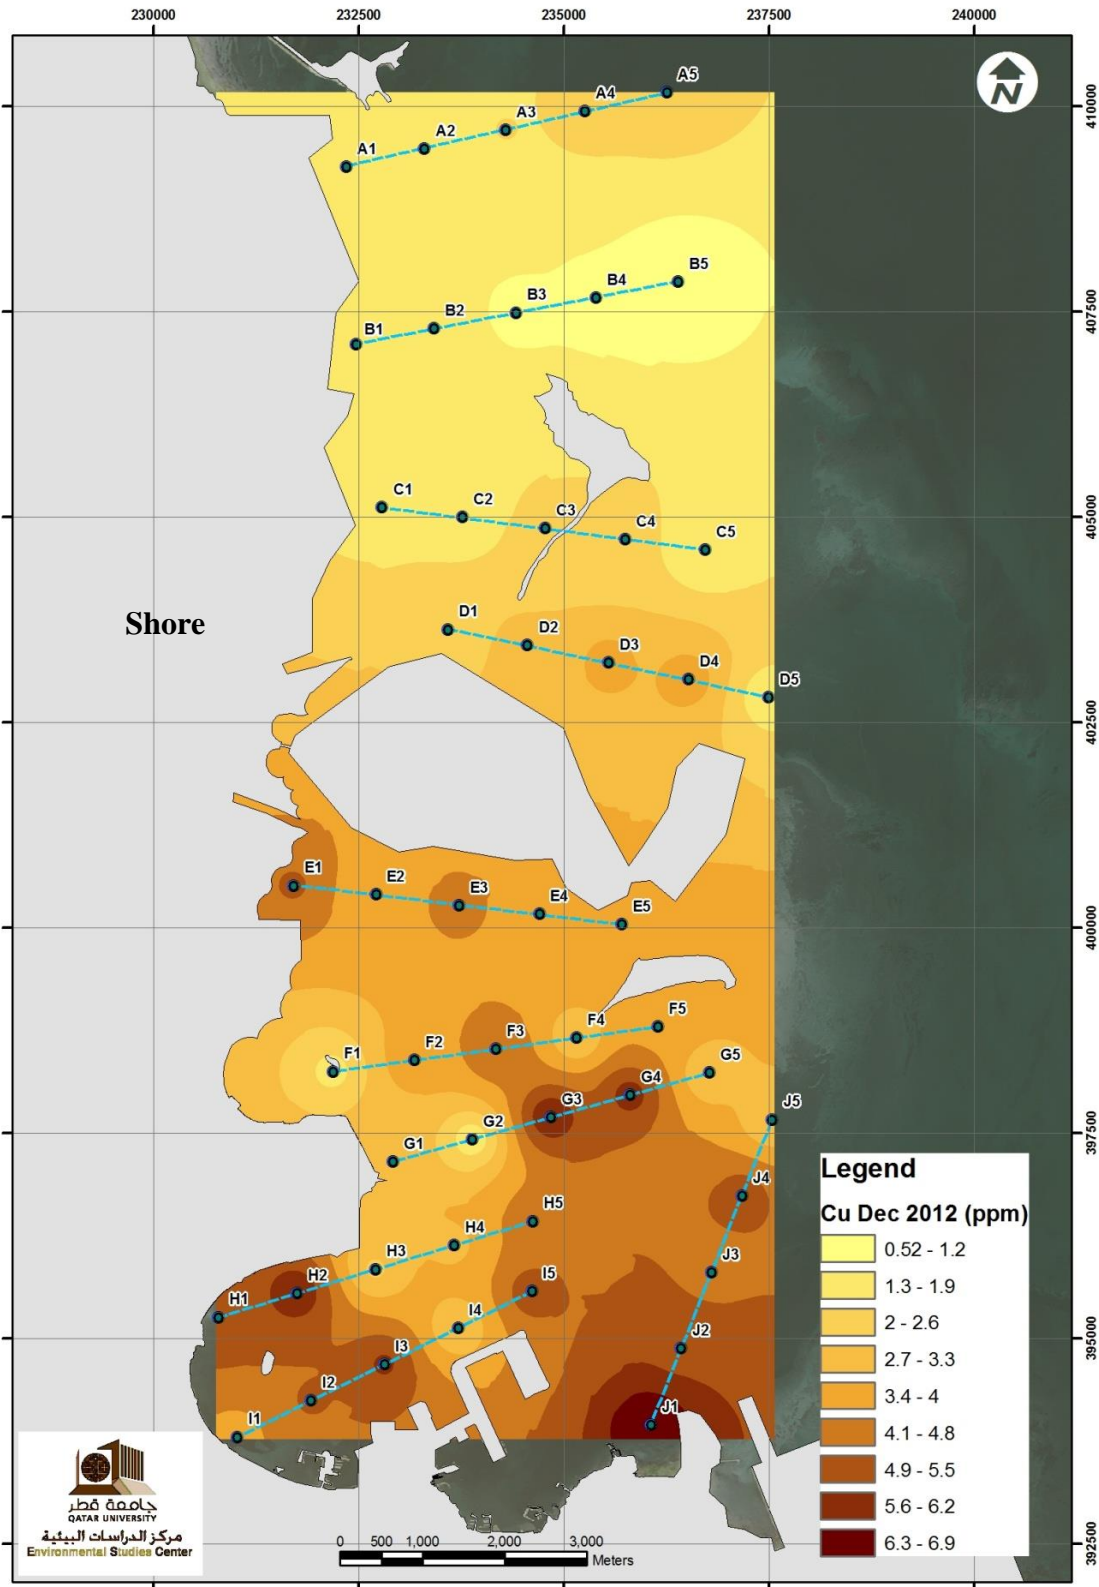 230000 232500 235000 237500 240000
N
410000
407500
405000
402500
400000
397500
395000
392500
A1 A2 A3 A4 A5
B1 B2 B3 B4 B5
C1 C2 C3 C4 C5
Shore
D1 D2 D3 D4 D5
E1 E2 E3 E4 E5
F1 F2 F3 F4 F5
G1 G2 G3 G4 G5
H1 H2 H3 H4 H5
I1 I2 I3 I4 I5
J1 J2 J3 J4 J5
Legend
Cu Dec 2012 (ppm)
0.52 - 1.2
1.3 - 1.9
2 - 2.6
2.7 - 3.3
3.4 - 4
4.1 - 4.8
4.9 - 5.5
5.6 - 6.2
6.3 - 6.9
جامعة قطر
QATAR UNIVERSITY
مركز الدراسات البيئية
Environmental Studies Center
0 500 1,000 2,000 3,000
Meters